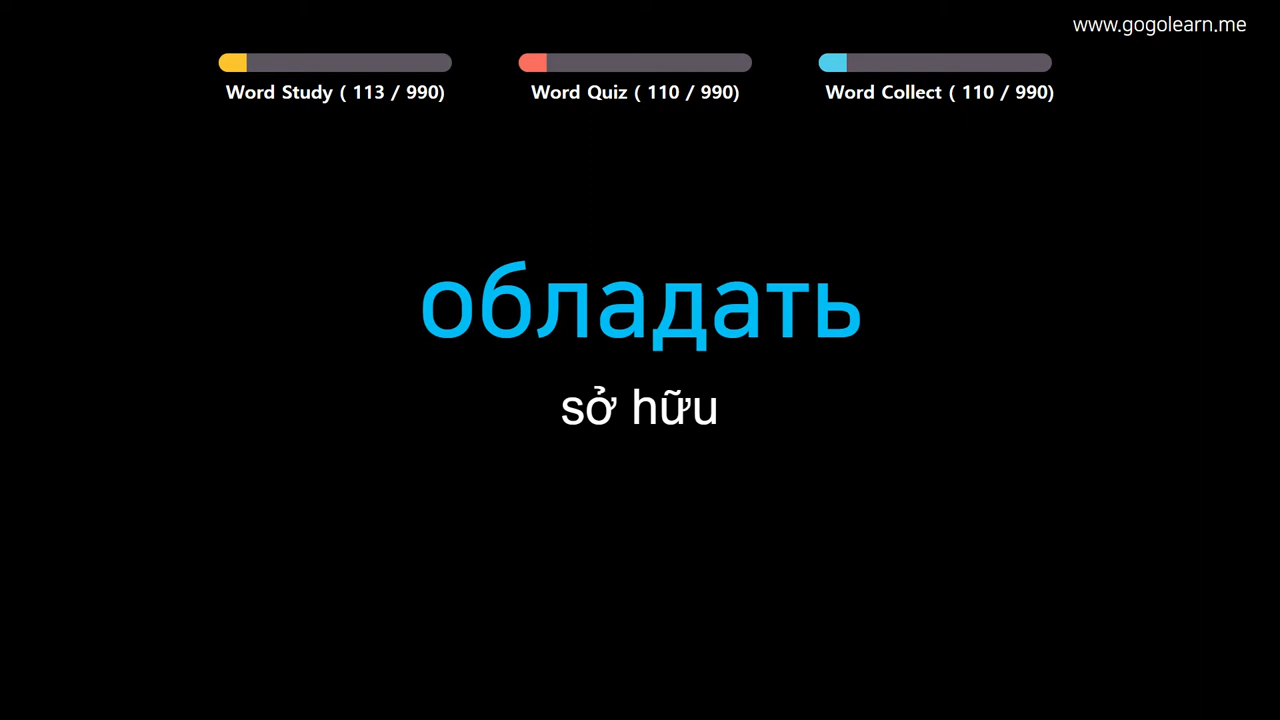 www.gogolearn.me
Word Study ( 113 / 990)
Word Quiz ( 110 / 990)
Word Collect ( 110 / 990)
обладать
sở hữu